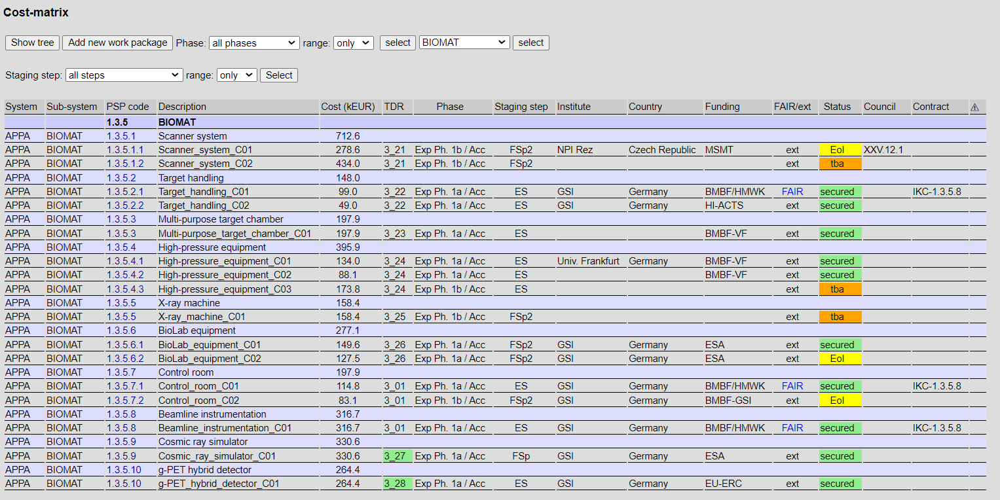 Cost-matrix
Show tree Add new work package Phase: all phases range: only select BIOMAT select
Staging step: all steps range: only Select
System Sub-system PSP code Description Cost (kEUR) TDR Phase Staging step Institute Country Funding FAIR/ext Status Council Contract ⚠
1.3.5 BIOMAT
APPA BIOMAT 1.3.5.1 Scanner system 712.6
APPA BIOMAT 1.3.5.1.1 Scanner_system_C01 278.6 3_21 Exp Ph. 1b / Acc FSp2 NPI Rez Czech Republic MSMT ext EoI XXV.12.1
APPA BIOMAT 1.3.5.1.2 Scanner_system_C02 434.0 3_21 Exp Ph. 1b / Acc FSp2 ext tba
APPA BIOMAT 1.3.5.2 Target handling 148.0
APPA BIOMAT 1.3.5.2.1 Target_handling_C01 99.0 3_22 Exp Ph. 1a / Acc ES GSI Germany BMBF/HMWK FAIR secured IKC-1.3.5.8
APPA BIOMAT 1.3.5.2.2 Target_handling_C02 49.0 3_22 Exp Ph. 1a / Acc ES GSI Germany HI-ACTS ext secured
APPA BIOMAT 1.3.5.3 Multi-purpose target chamber 197.9
APPA BIOMAT 1.3.5.3 Multi-purpose_target_chamber_C01 197.9 3_23 Exp Ph. 1a / Acc ES BMBF-VF ext secured
APPA BIOMAT 1.3.5.4 High-pressure equipment 395.9
APPA BIOMAT 1.3.5.4.1 High-pressure_equipment_C01 134.0 3_24 Exp Ph. 1a / Acc ES Univ. Frankfurt Germany BMBF-VF ext secured
APPA BIOMAT 1.3.5.4.2 High-pressure_equipment_C02 88.1 3_24 Exp Ph. 1a / Acc ES BMBF-VF ext secured
APPA BIOMAT 1.3.5.4.3 High-pressure_equipment_C03 173.8 3_24 Exp Ph. 1b / Acc ES ext tba
APPA BIOMAT 1.3.5.5 X-ray machine 158.4
APPA BIOMAT 1.3.5.5 X-ray_machine_C01 158.4 3_25 Exp Ph. 1b / Acc FSp2 ext tba
APPA BIOMAT 1.3.5.6 BioLab equipment 277.1
APPA BIOMAT 1.3.5.6.1 BioLab_equipment_C01 149.6 3_26 Exp Ph. 1a / Acc FSp2 GSI Germany ESA ext secured
APPA BIOMAT 1.3.5.6.2 BioLab_equipment_C02 127.5 3_26 Exp Ph. 1a / Acc FSp2 GSI Germany ESA ext EoI
APPA BIOMAT 1.3.5.7 Control room 197.9
APPA BIOMAT 1.3.5.7.1 Control_room_C01 114.8 3_01 Exp Ph. 1a / Acc ES GSI Germany BMBF/HMWK FAIR secured IKC-1.3.5.8
APPA BIOMAT 1.3.5.7.2 Control_room_C02 83.1 3_01 Exp Ph. 1b / Acc FSp2 GSI Germany BMBF-GSI ext EoI
APPA BIOMAT 1.3.5.8 Beamline instrumentation 316.7
APPA BIOMAT 1.3.5.8 Beamline_instrumentation_C01 316.7 3_01 Exp Ph. 1a / Acc ES GSI Germany BMBF/HMWK FAIR secured IKC-1.3.5.8
APPA BIOMAT 1.3.5.9 Cosmic ray simulator 330.6
APPA BIOMAT 1.3.5.9 Cosmic_ray_simulator_C01 330.6 3_27 Exp Ph. 1a / Acc FSp GSI Germany ESA ext secured
APPA BIOMAT 1.3.5.10 g-PET hybrid detector 264.4
APPA BIOMAT 1.3.5.10 g-PET_hybrid_detector_C01 264.4 3_28 Exp Ph. 1a / Acc ES GSI Germany EU-ERC ext secured